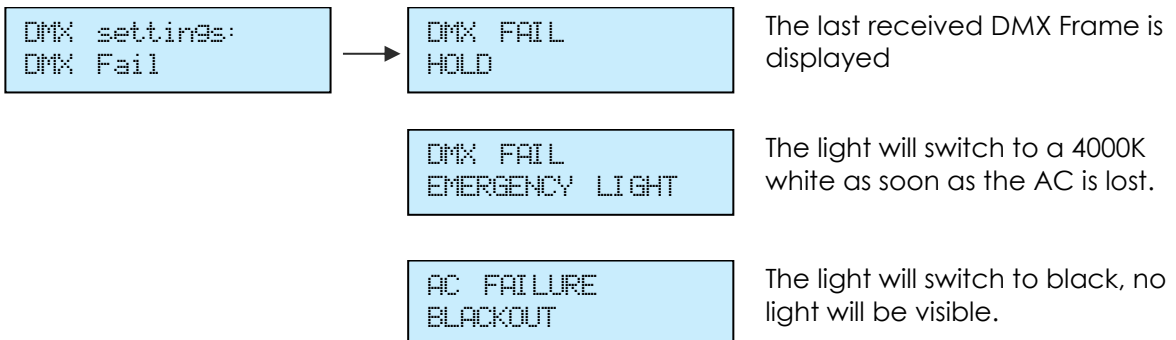 DMX settings:
DMX Fail
DMX FAIL
HOLD
The last received DMX Frame is
displayed
DMX FAIL
EMERGENCY LIGHT
The light will switch to a 4000K
white as soon as the AC is lost.
AC FAILURE
BLACKOUT
The light will switch to black, no
light will be visible.